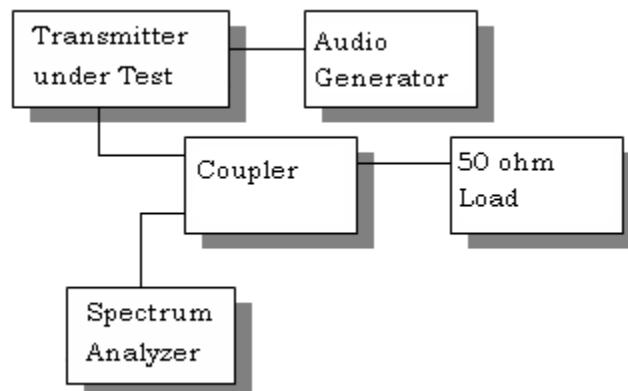 Transmitter
under Test
Audio
Generator
Coupler
50 ohm
Load
Spectrum
Analyzer